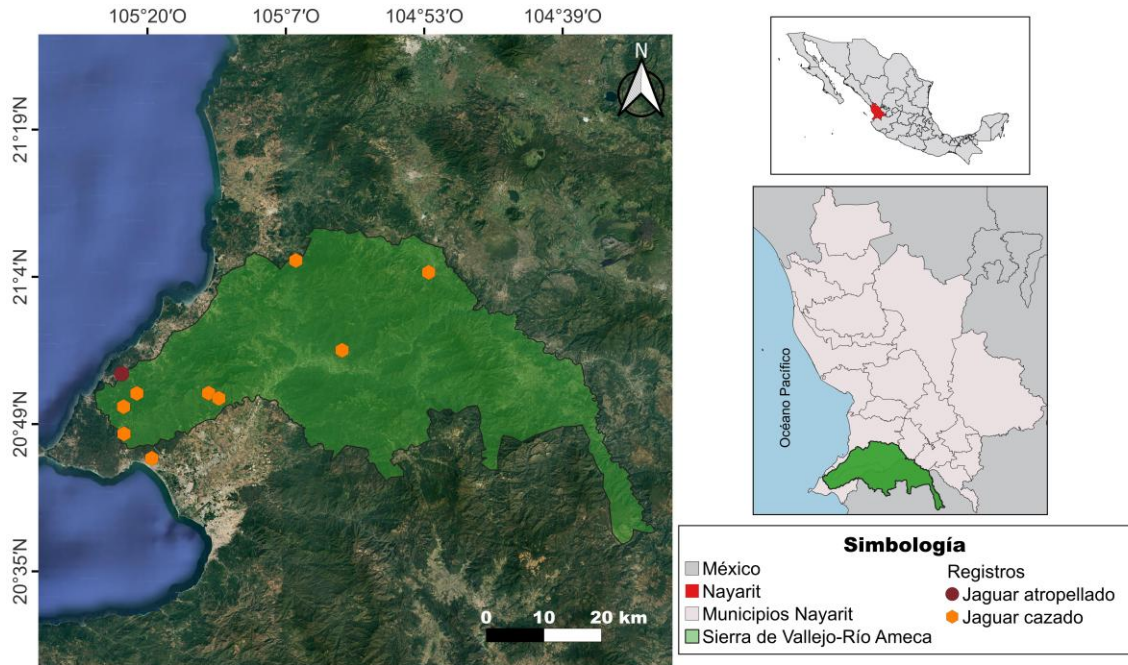 105°20'O 105°7'O 104°53'O 104°39'O
21°19'N
21°4'N
20°49'N
20°35'N
N
0 10 20 km
Océano Pacífico
Simbología
México
Nayarit
Municipios Nayarit
Sierra de Vallejo-Río Ameca
Registros
Jaguar atropellado
Jaguar cazado